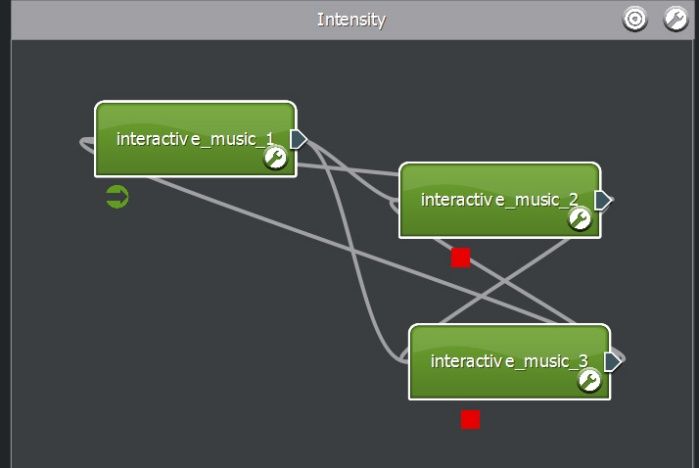 Intensity
interactive_music_1
interactive_music_2
interactive_music_3